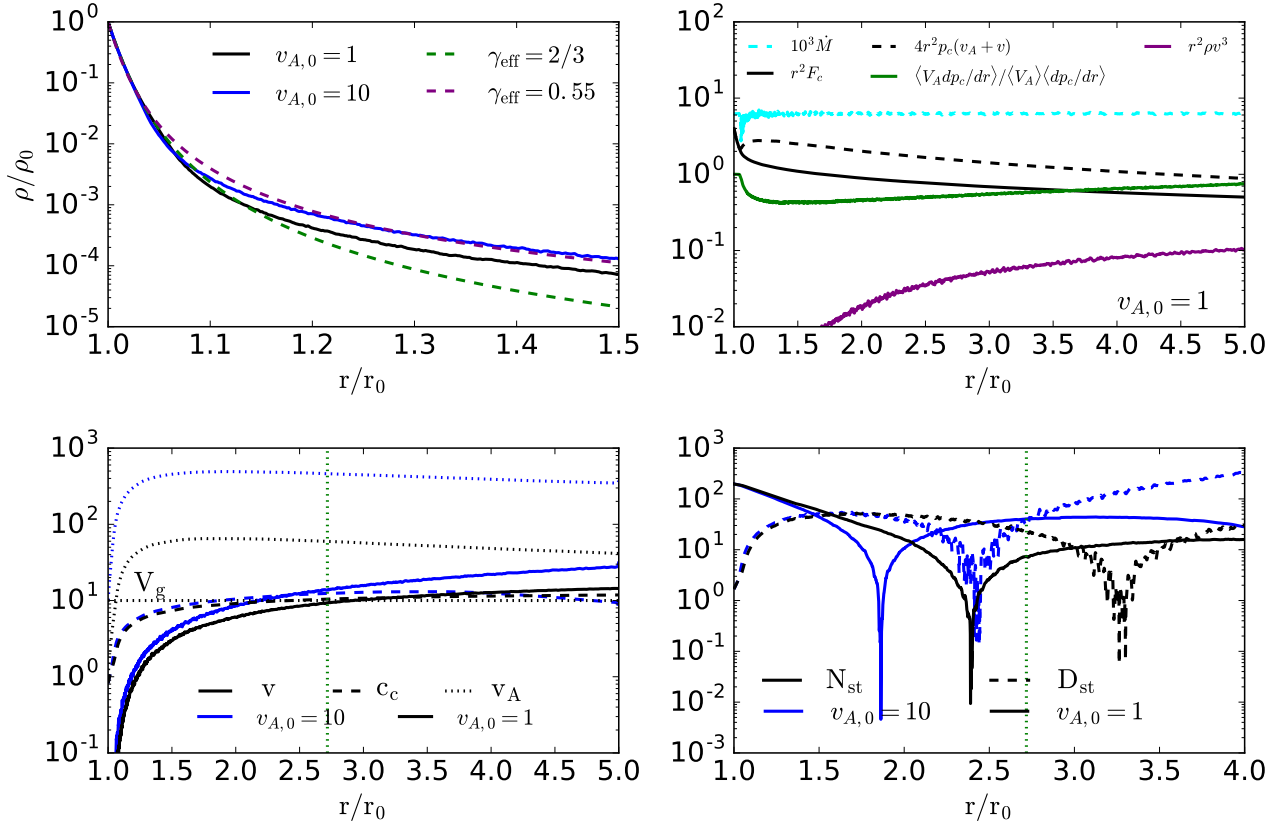 10^0
10^{-1}
10^{-2}
10^{-3}
10^{-4}
10^{-5}
ρ/ρ_0
v_{A,0} = 1
v_{A,0} = 10
γ_eff = 2/3
γ_eff = 0.55
1.0 1.1 1.2 1.3 1.4 1.5
r/r_0
10^3 Ṁ
r^2 F_c
4r^2 p_c(v_A + v)
⟨V_A dp_c/dr⟩/⟨V_A⟩⟨dp_c/dr⟩
r^2 ρv^3
10^2
10^1
10^0
10^{-1}
10^{-2}
v_{A,0} = 1
1.0 1.5 2.0 2.5 3.0 3.5 4.0 4.5 5.0
r/r_0
10^3
10^2
10^1
10^0
10^{-1}
V_g
v c_c v_A
v_{A,0} = 10 v_{A,0} = 1
1.0 1.5 2.0 2.5 3.0 3.5 4.0 4.5 5.0
r/r_0
10^3
10^2
10^1
10^0
10^{-1}
10^{-2}
10^{-3}
N_st D_st
v_{A,0} = 10 v_{A,0} = 1
1.0 1.5 2.0 2.5 3.0 3.5 4.0
r/r_0